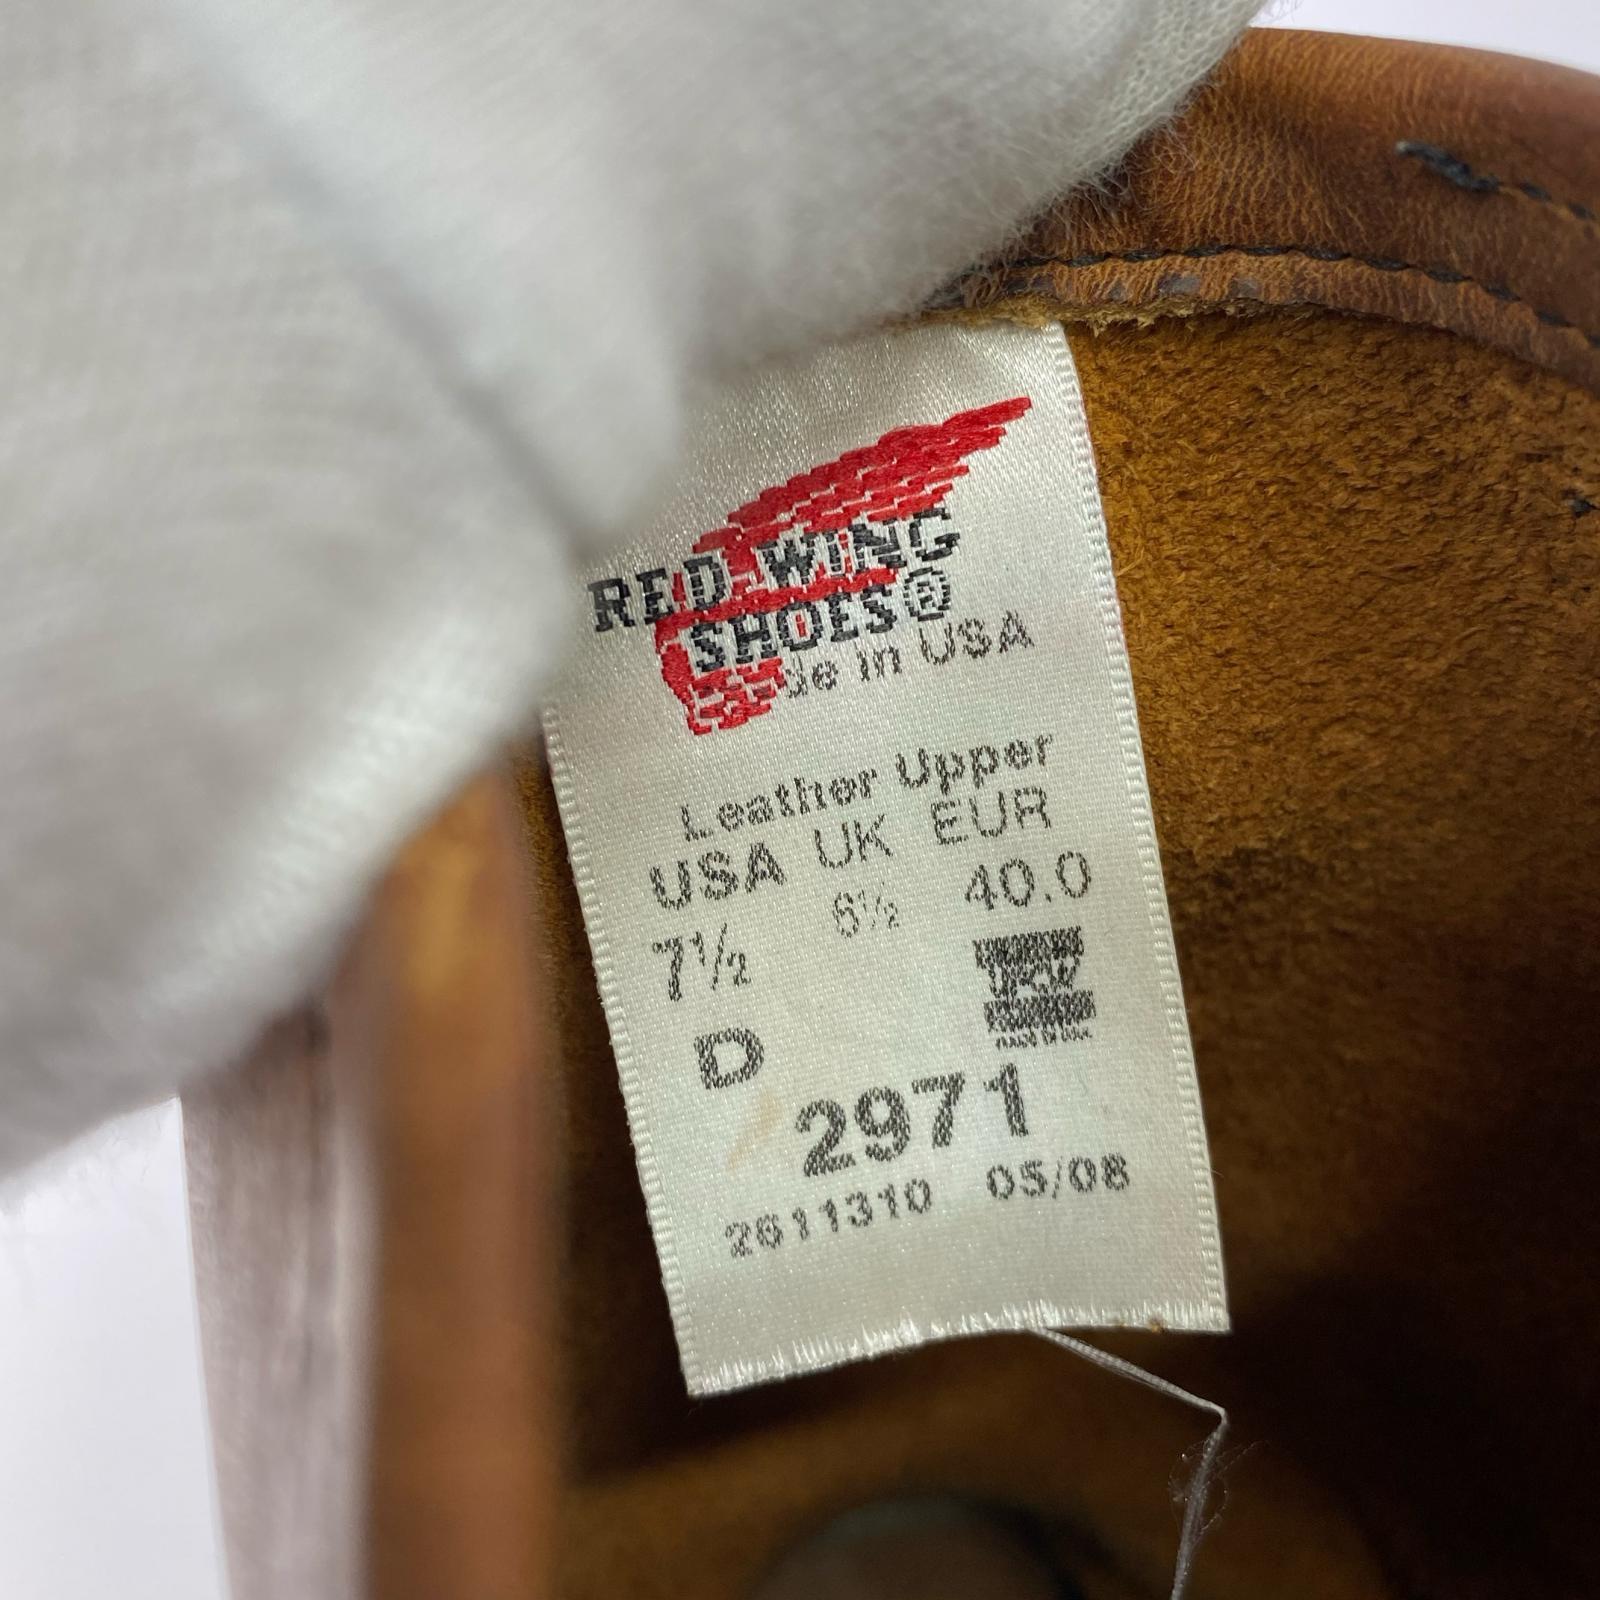 RED WING
SHOES®
de in USA
Leather Upper
USA UK EUR
7½ 6½ 40.0
D
2971
2611310 05/08